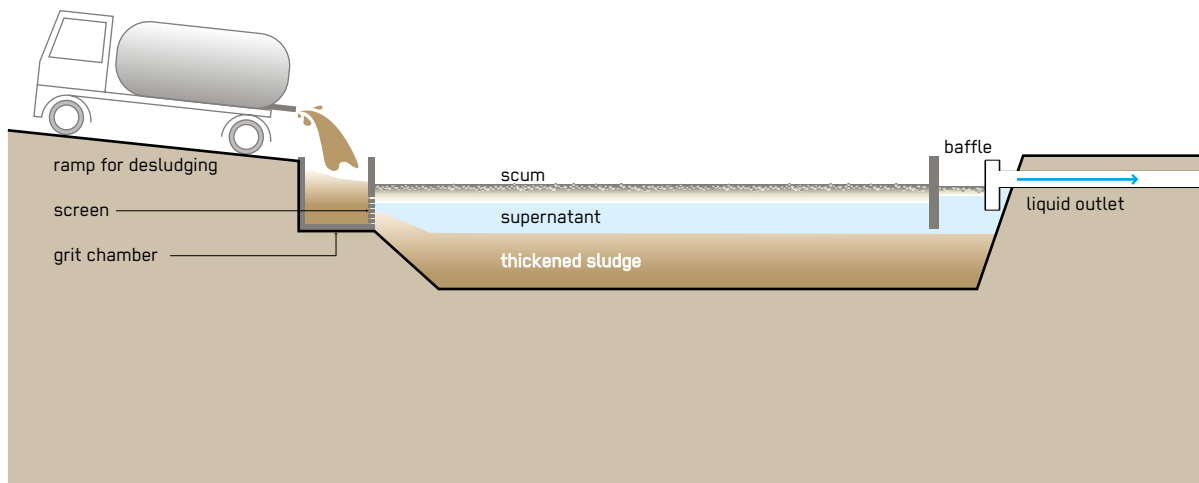 baffle
ramp for desludging
scum
liquid outlet
screen
supernatant
grit chamber
thickened sludge